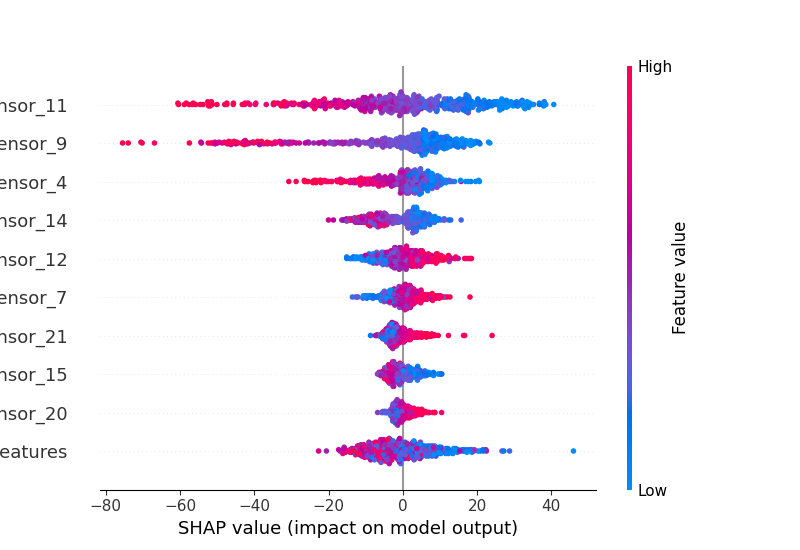 High
nsor_11
ensor_9
ensor_4
nsor_14
nsor_12
ensor_7
nsor_21
nsor_15
nsor_20
eatures
Feature value
Low
−80 −60 −40 −20 0 20 40
SHAP value (impact on model output)